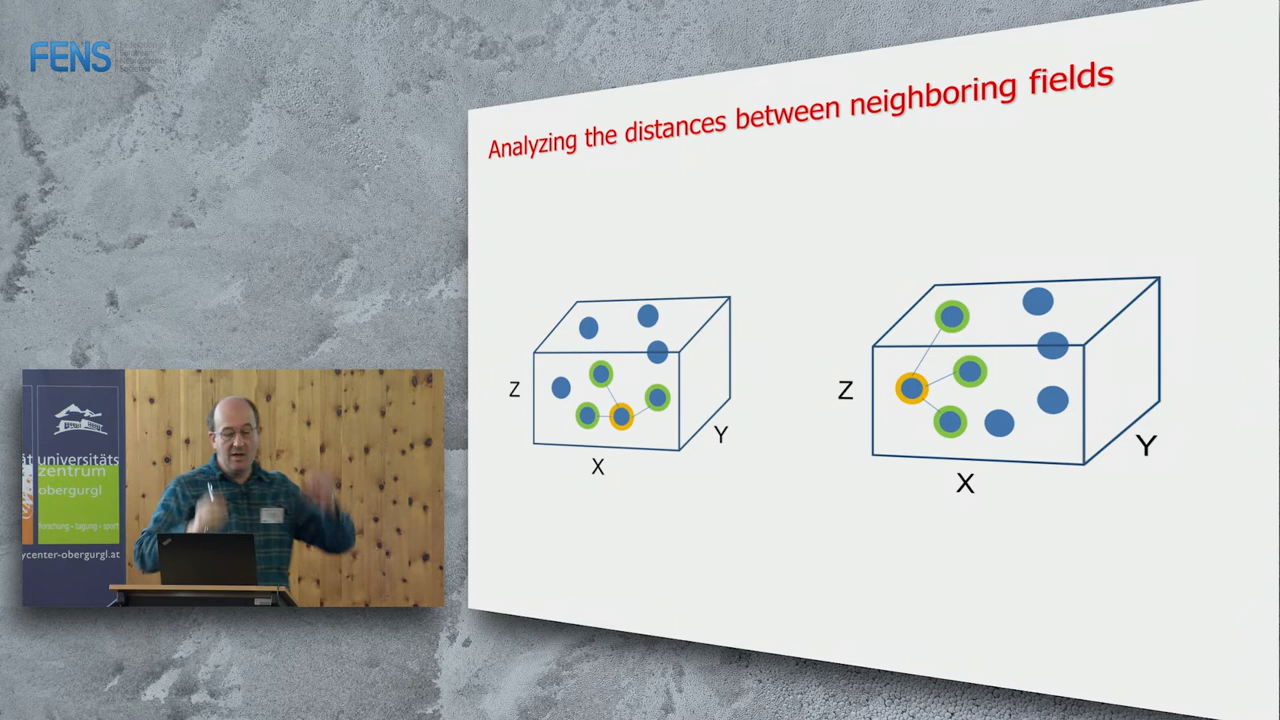 FENS
Analyzing the distances between neighboring fields
Z
Y
X
Z
Y
X
universitäts
zentrum
obergurgl
forschung • tagung • sport
ycenter-obergurgl.at